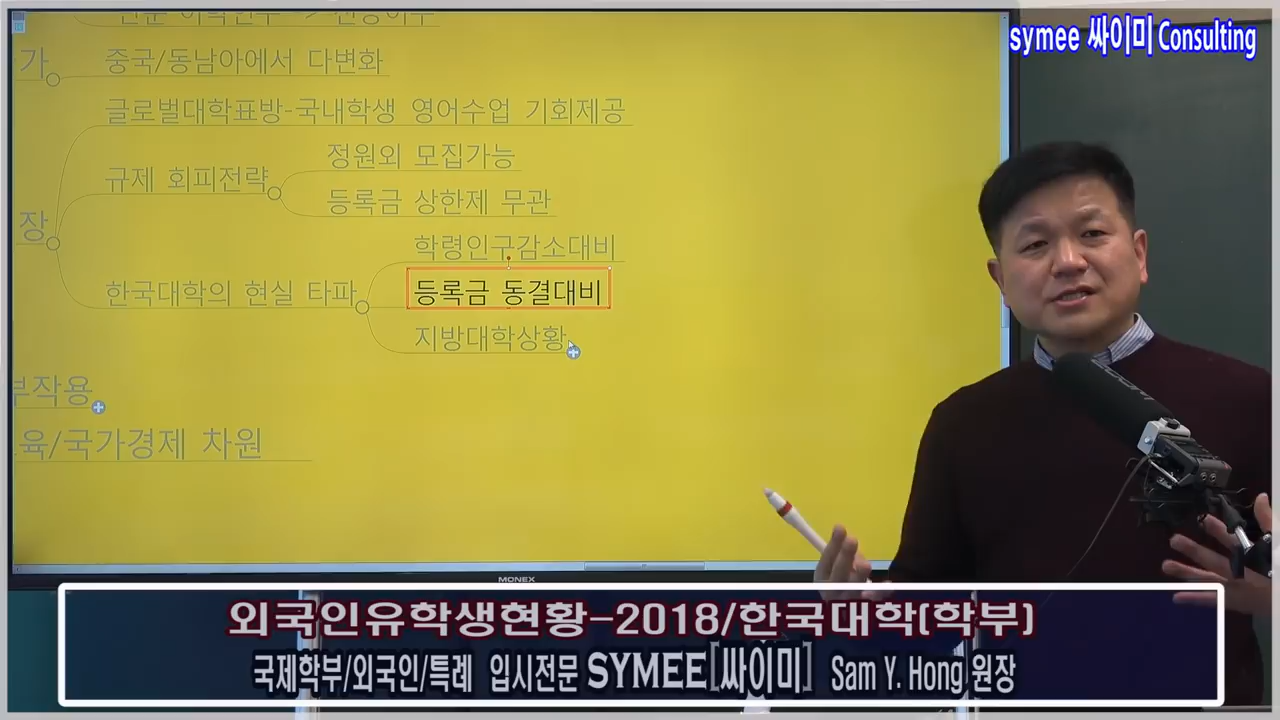 symee 싸이미 Consulting
가
중국/동남아에서 다변화
글로벌대학표방-국내학생 영어수업 기회제공
정원외 모집가능
규제 회피전략
등록금 상한제 무관
장
학령인구감소대비
한국대학의 현실 타파
등록금 동결대비
지방대학상황
부작용
육/국가경제 차원
MONEX
외국인유학생현황-2018/한국대학(학부)
국제학부/외국인/특례 입시전문 SYMEE[싸이미] Sam Y. Hong 원장